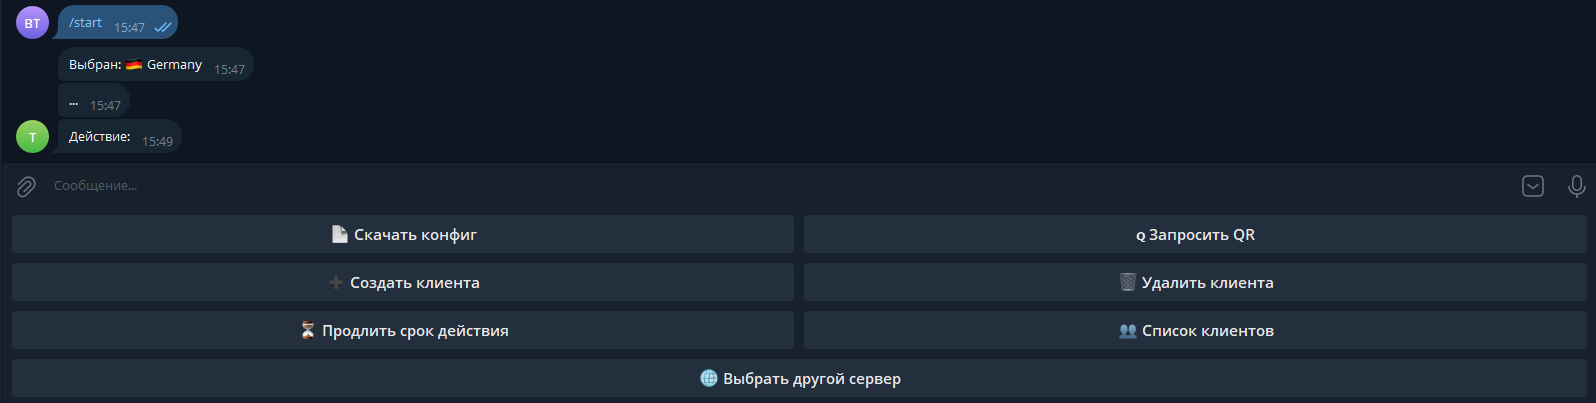 ВТ
/start 15:47
Выбран: 🇩🇪 Germany 15:47
... 15:47
Т
Действие: 15:49
Сообщение...
📄 Скачать конфиг
ǫ Запросить QR
➕ Создать клиента
🗑 Удалить клиента
⏳ Продлить срок действия
👥 Список клиентов
🌐 Выбрать другой сервер